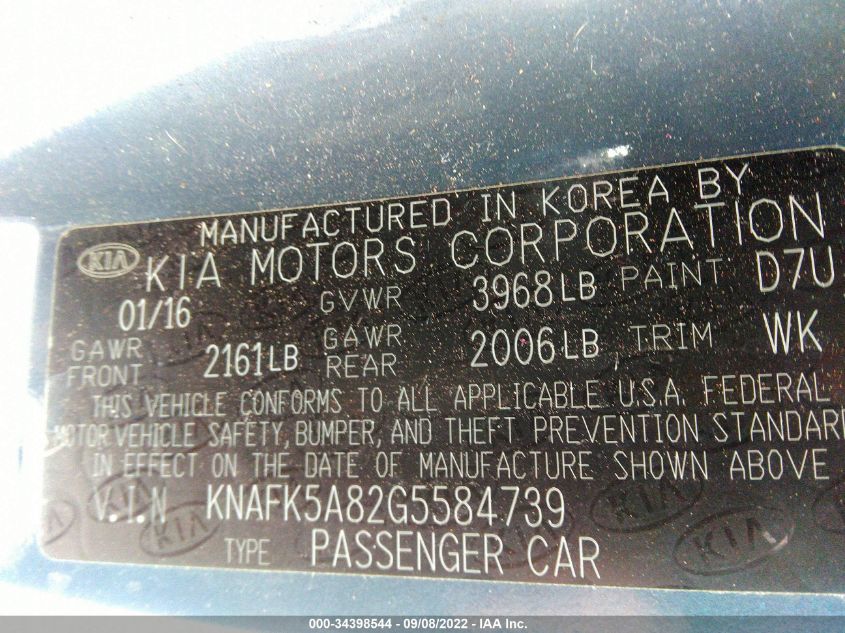 MANUFACTURED IN KOREA BY
KIA KIA MOTORS CORPORATION
01/16 GVWR 3968LB PAINT D7U
GAWR FRONT 2161LB GAWR REAR 2006LB, TRIM WK
THIS VEHICLE CONFORMS TO ALL APPLICABLE U.S.A. FEDERAL
MOTOR VEHICLE SAFETY, BUMPER, AND THEFT PREVENTION STANDARD
IN EFFECT ON THE DATE OF MANUFACTURE SHOWN ABOVE
V.I.N KNAFK5A82G5584739
TYPE PASSENGER CAR
000-34398544 - 09/08/2022 - IAA Inc.